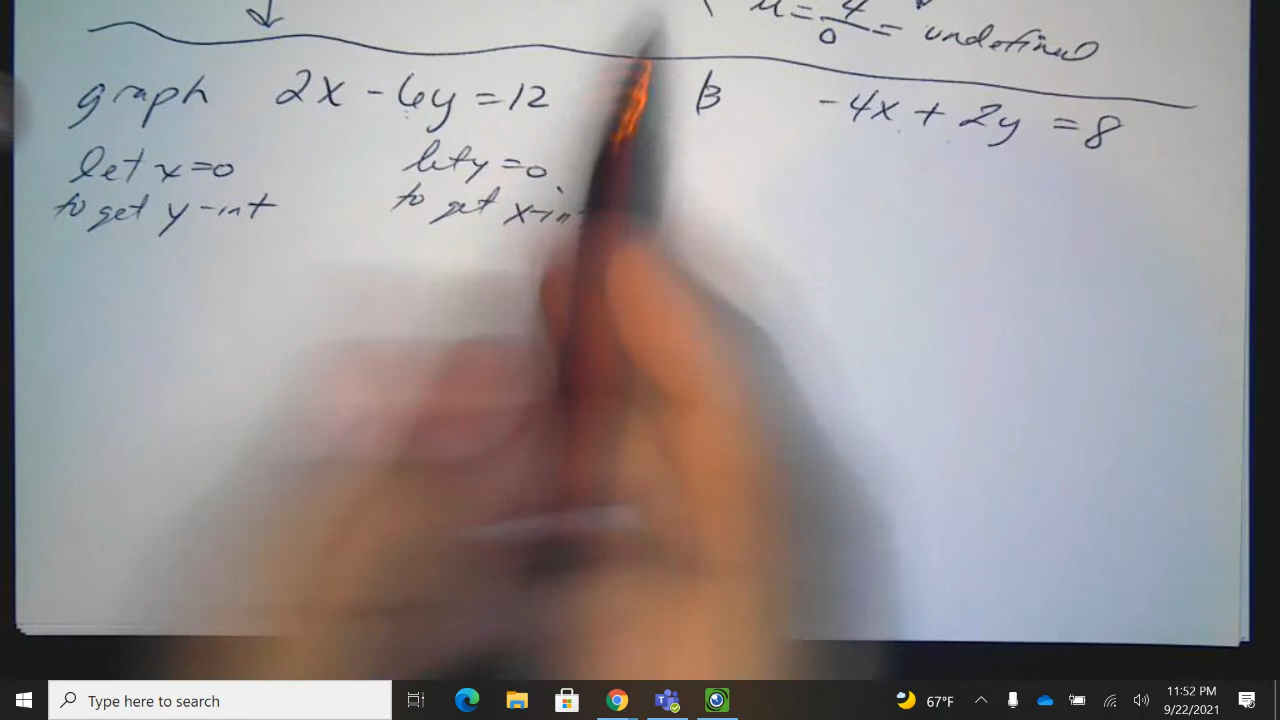 = 4/0 = undefined
graph 2x - 6y = 12 B -4x + 2y = 8
let x = 0 let y = 0
to get y-int to get x-in
Type here to search 67°F 11:52 PM
9/22/2021